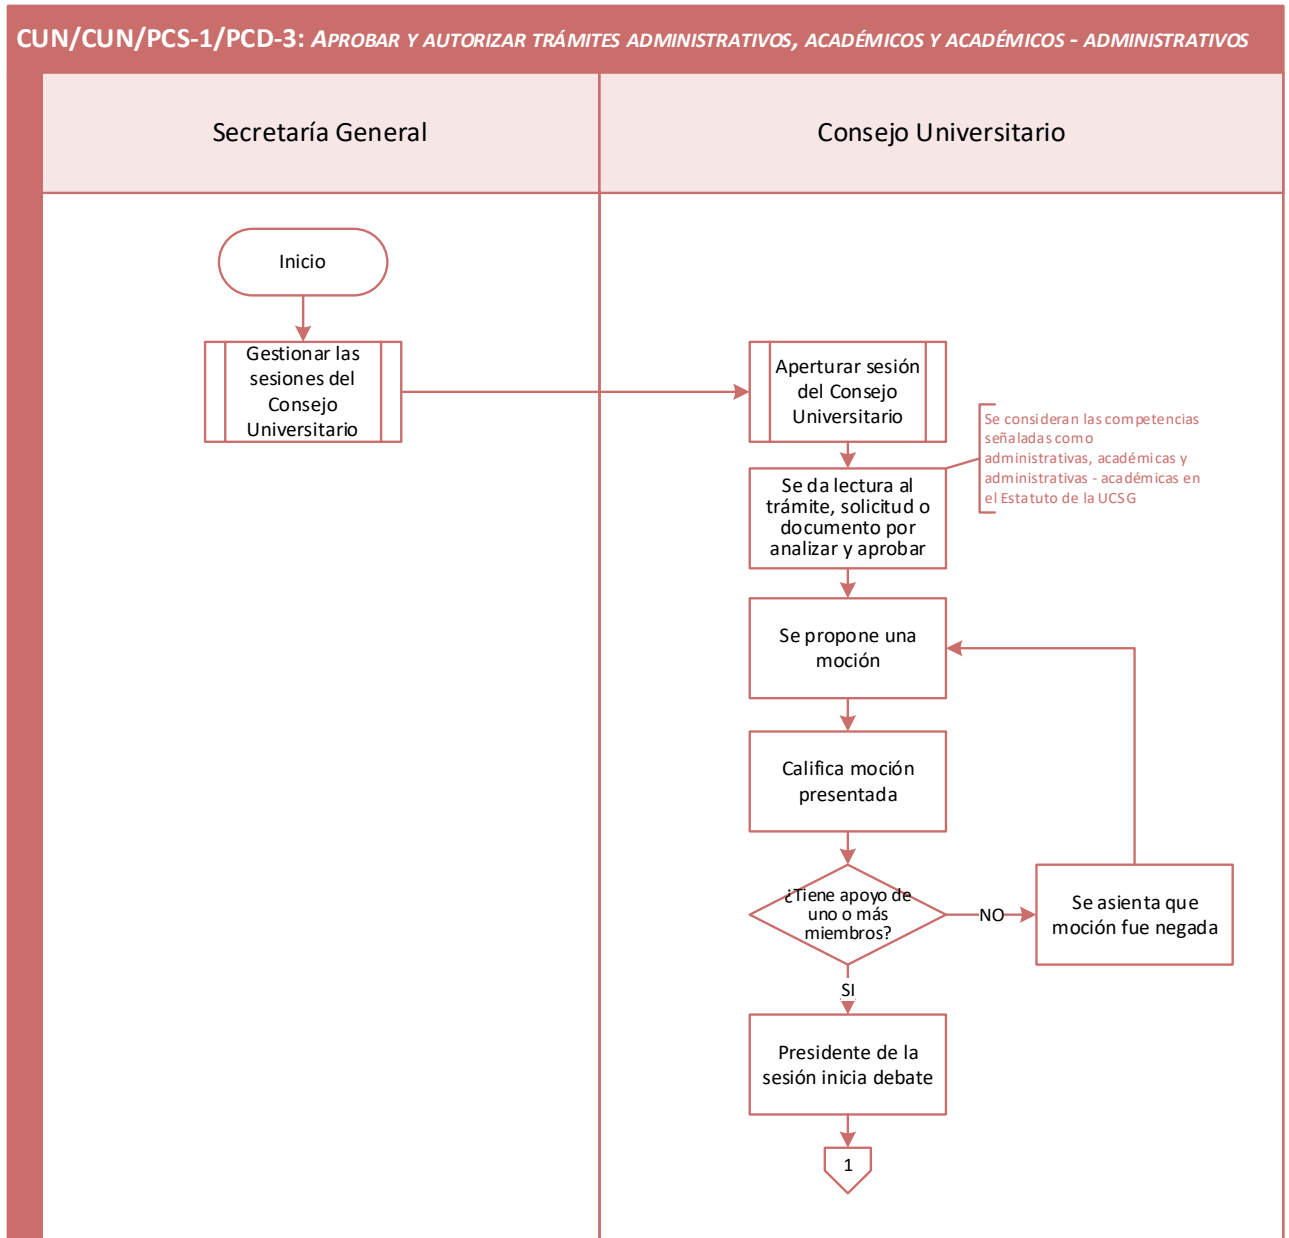 CUN/CUN/PCS-1/PCD-3: APROBAR Y AUTORIZAR TRÁMITES ADMINISTRATIVOS, ACADÉMICOS Y ACADÉMICOS - ADMINISTRATIVOS
Secretaría General
Consejo Universitario
Inicio
Gestionar las
sesiones del
Consejo
Universitario
Aperturar sesión
del Consejo
Universitario
Se consideran las competencias
señaladas como
administrativas, académicas y
administrativas - académicas en
el Estatuto de la UCSG
Se da lectura al
trámite, solicitud o
documento por
analizar y aprobar
Se propone una
moción
Califica moción
presentada
¿Tiene apoyo de
uno o más
miembros?
NO
Se asienta que
moción fue negada
SI
Presidente de la
sesión inicia debate
1